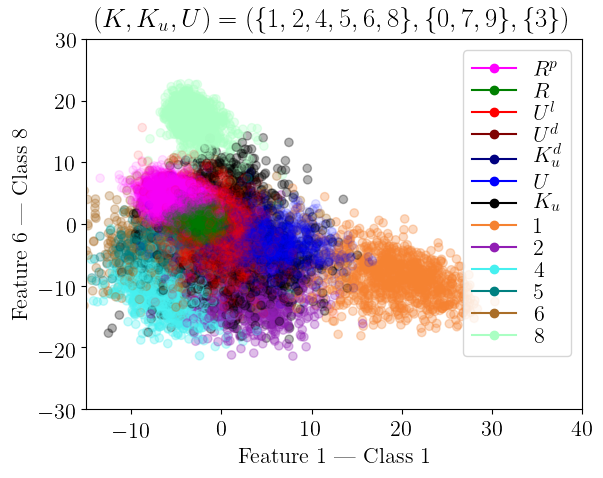 (K, K_u, U) = ({1, 2, 4, 5, 6, 8}, {0, 7, 9}, {3})
30
20
10
0
−10
−20
−30
−10
0
10
20
30
40
Feature 6 — Class 8
Feature 1 — Class 1
R^p
R
U^l
U^d
K_u^d
U
K_u
1
2
4
5
6
8